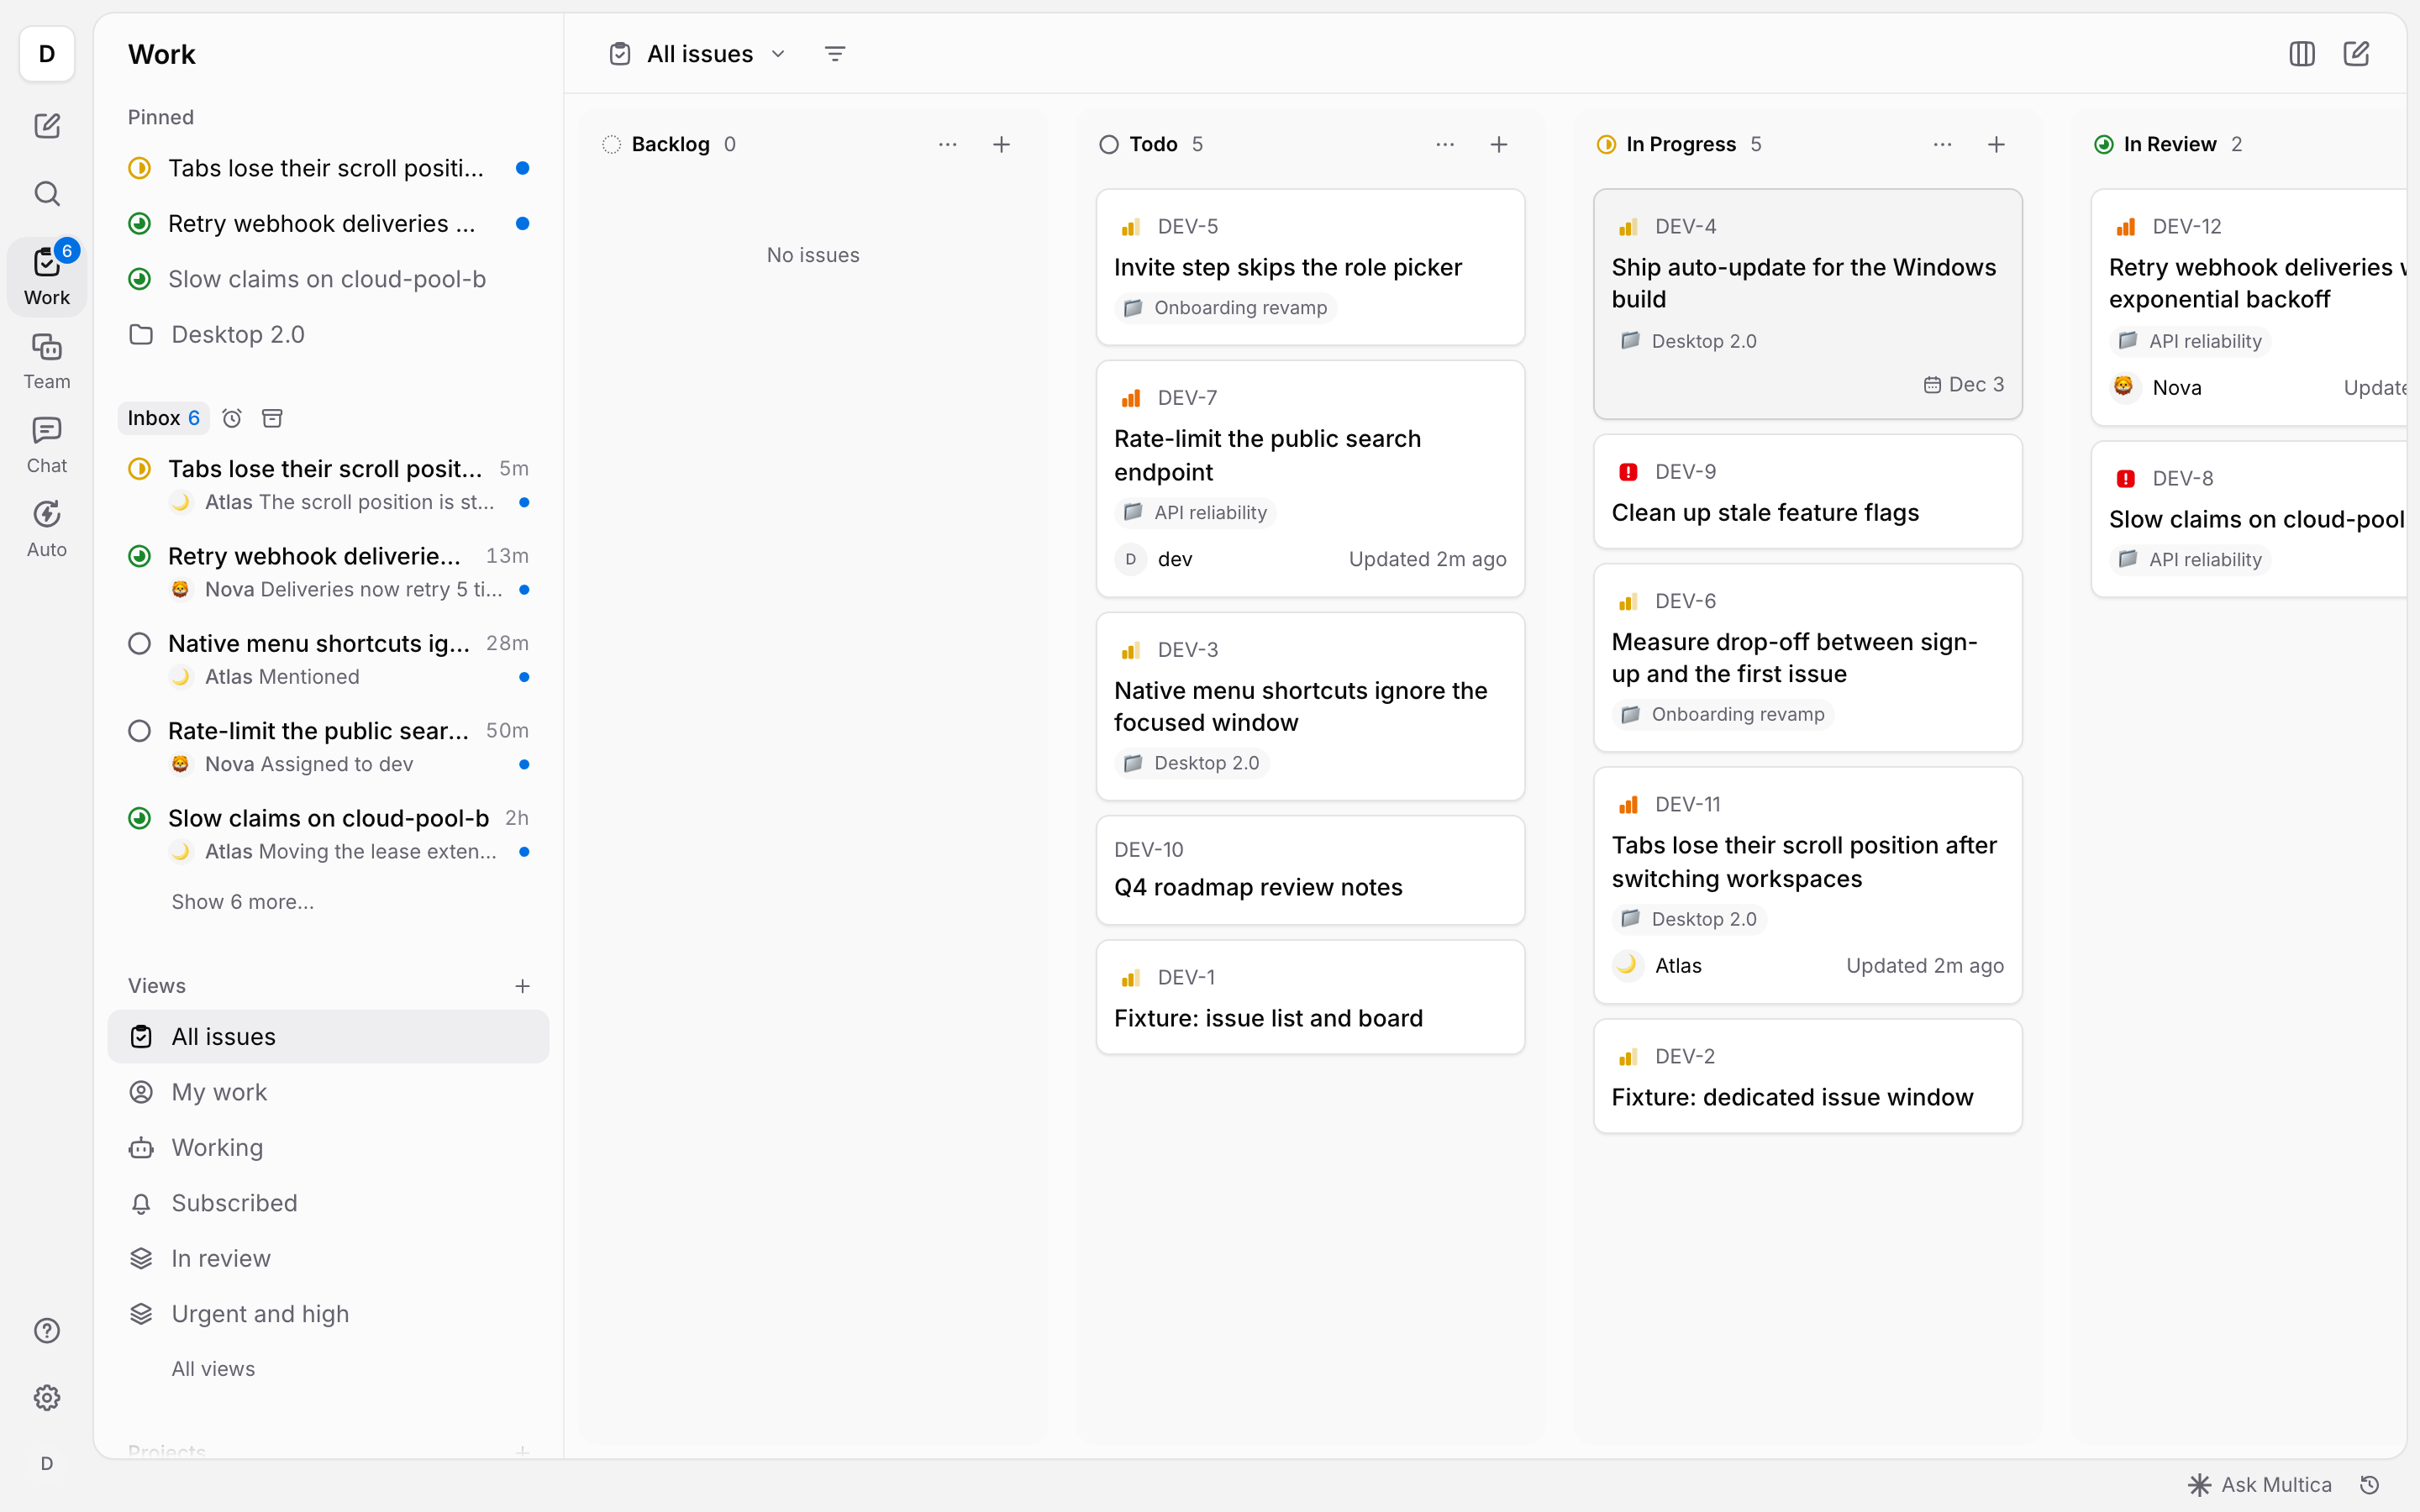 D
Work
6
Work
Team
Chat
Auto
D
Pinned
Tabs lose their scroll positi...
Retry webhook deliveries ...
Slow claims on cloud-pool-b
Desktop 2.0
Inbox 6
Tabs lose their scroll posit... 5m
Atlas The scroll position is st...
Retry webhook deliverie... 13m
Nova Deliveries now retry 5 ti...
Native menu shortcuts ig... 28m
Atlas Mentioned
Rate-limit the public sear... 50m
Nova Assigned to dev
Slow claims on cloud-pool-b 2h
Atlas Moving the lease exten...
Show 6 more...
Views
All issues
My work
Working
Subscribed
In review
Urgent and high
All views
Projects
All issues
Backlog 0
No issues
Todo 5
DEV-5
Invite step skips the role picker
Onboarding revamp
DEV-7
Rate-limit the public search
endpoint
API reliability
D dev Updated 2m ago
DEV-3
Native menu shortcuts ignore the
focused window
Desktop 2.0
DEV-10
Q4 roadmap review notes
DEV-1
Fixture: issue list and board
In Progress 5
DEV-4
Ship auto-update for the Windows
build
Desktop 2.0
Dec 3
DEV-9
Clean up stale feature flags
DEV-6
Measure drop-off between sign-
up and the first issue
Onboarding revamp
DEV-11
Tabs lose their scroll position after
switching workspaces
Desktop 2.0
Atlas Updated 2m ago
DEV-2
Fixture: dedicated issue window
In Review 2
DEV-12
Retry webhook deliveries
exponential backoff
API reliability
Nova Update
DEV-8
Slow claims on cloud-pool
API reliability
Ask Multica